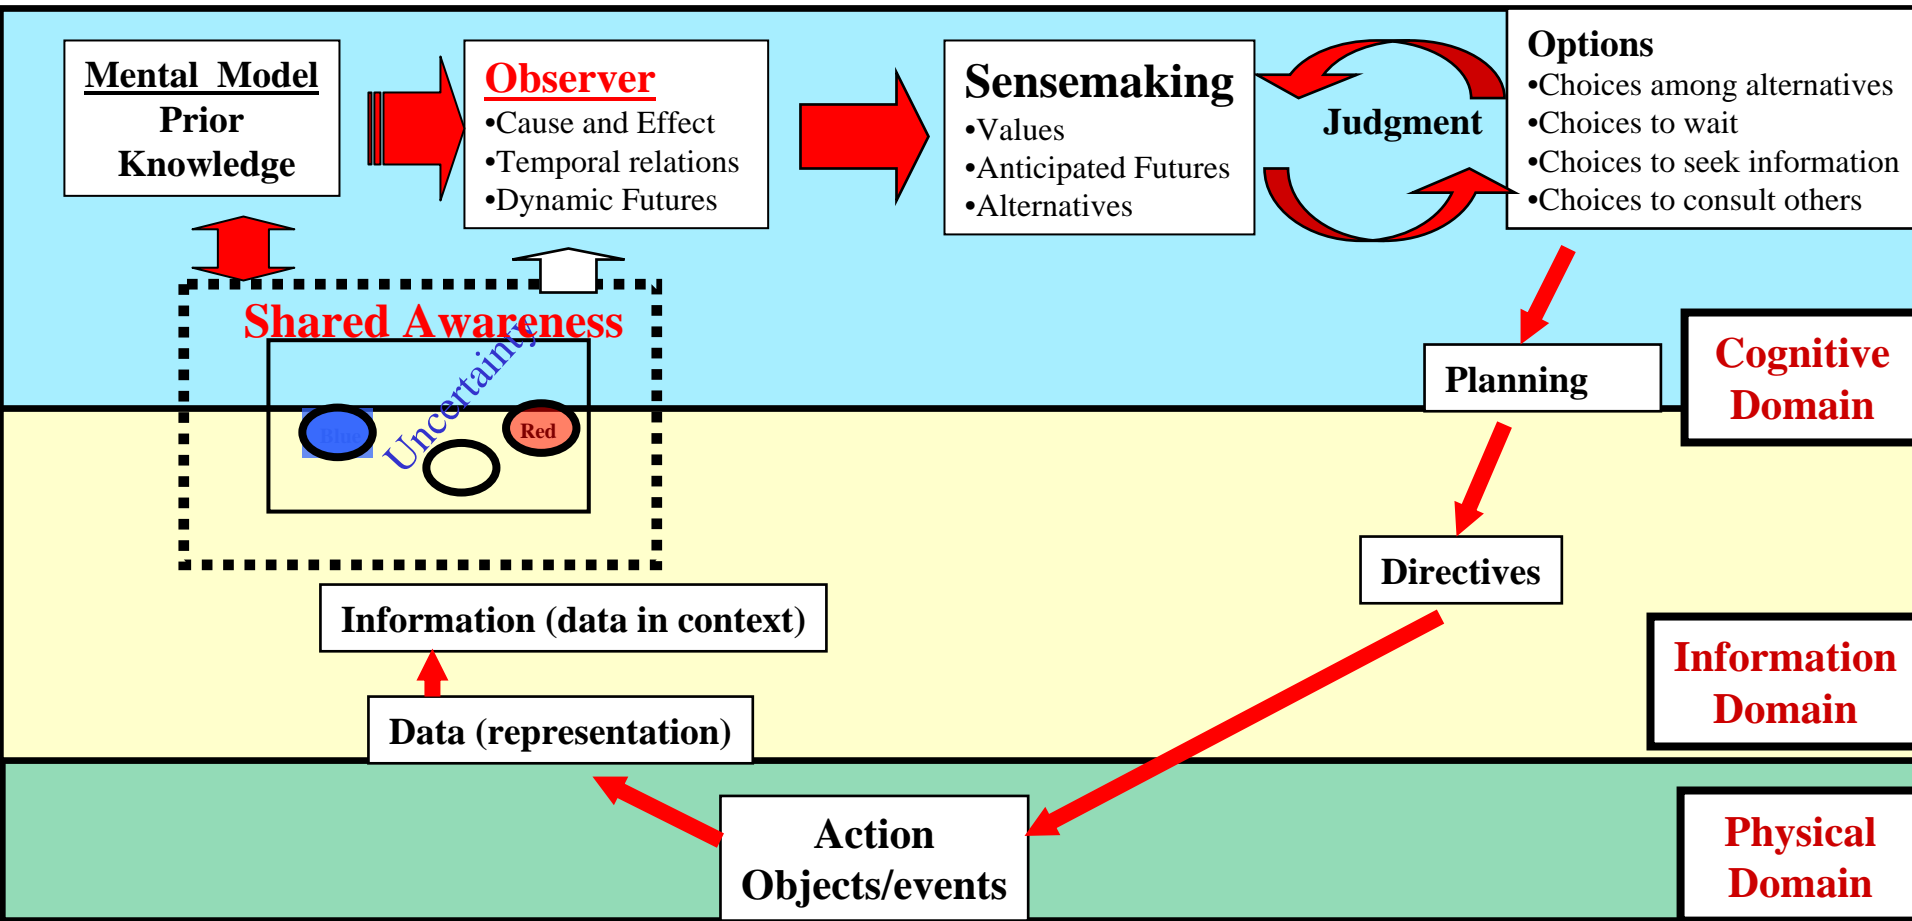 Mental Model
Prior
Knowledge
Observer
•Cause and Effect
•Temporal relations
•Dynamic Futures
Sensemaking
•Values
•Anticipated Futures
•Alternatives
Judgment
Options
•Choices among alternatives
•Choices to wait
•Choices to seek information
•Choices to consult others
Shared Awareness
Uncertainty
Blue
Red
Planning
Cognitive
Domain
Directives
Information (data in context)
Information
Domain
Data (representation)
Action
Objects/events
Physical
Domain